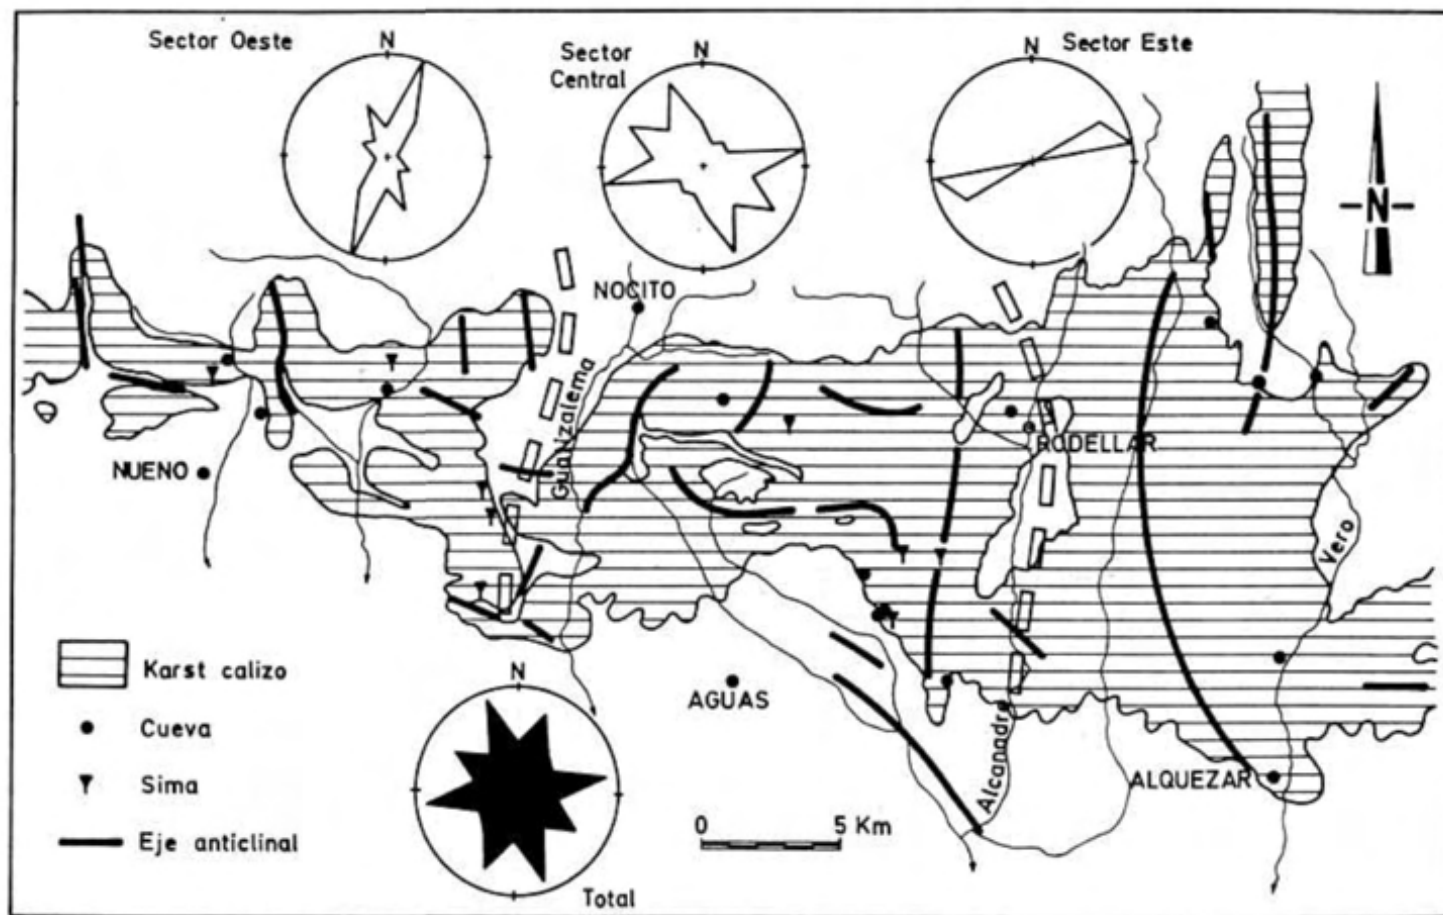 Sector Oeste
N
Sector
Central
N
Sector Este
N
N
NOCITO
Gualtzalema
RODELLAR
NUENO
Vero
Karst calizo
Cueva
Sima
Eje anticlinal
N
Total
AGUAS
0 5 Km
Alcanadre
ALQUEZAR